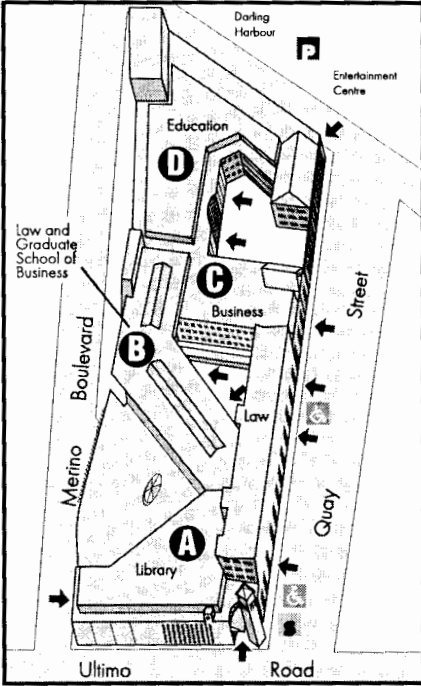 Darling
Harbour
P
Entertainment
Centre
Education
D
Law and
Graduate
School of
Business
C
Business
Street
B
Boulevard
Law
Merino
Quay
A
Library
S
Ultimo Road